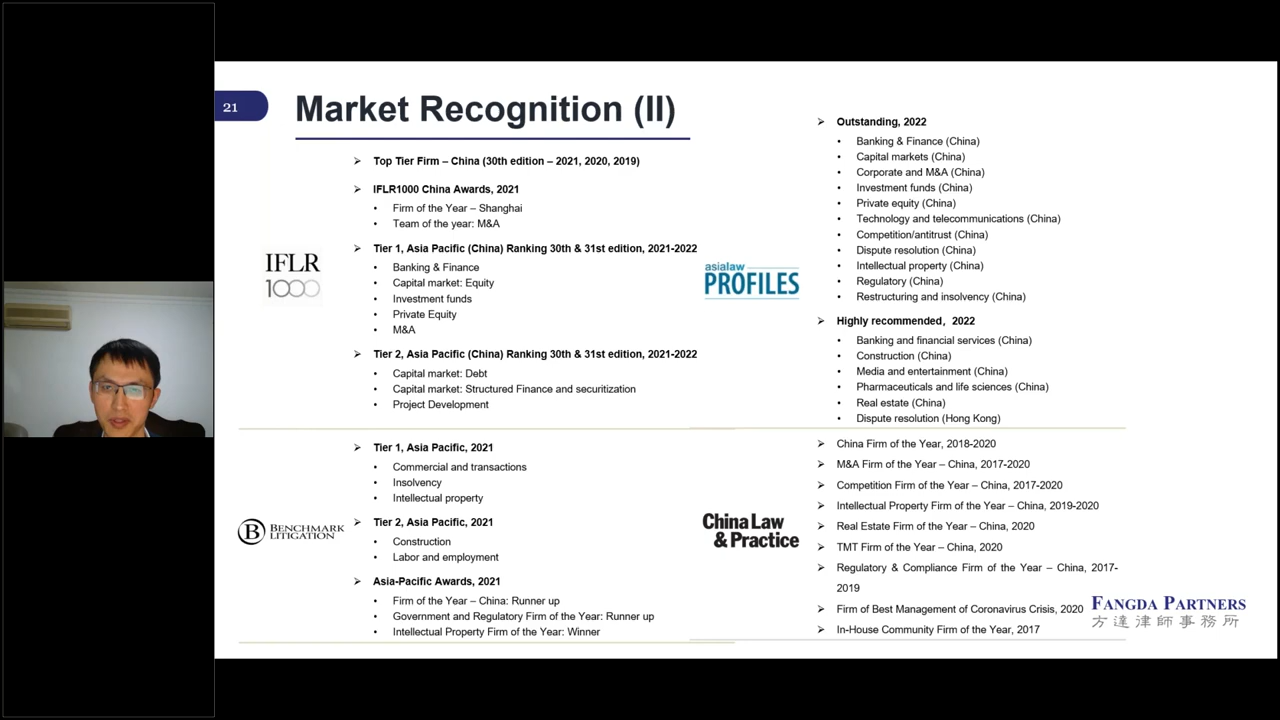 21
Market Recognition (II)
IFLR
1000
➢ Top Tier Firm – China (30th edition – 2021, 2020, 2019)
➢ IFLR1000 China Awards, 2021
• Firm of the Year – Shanghai
• Team of the year: M&A
➢ Tier 1, Asia Pacific (China) Ranking 30th & 31st edition, 2021-2022
• Banking & Finance
• Capital market: Equity
• Investment funds
• Private Equity
• M&A
➢ Tier 2, Asia Pacific (China) Ranking 30th & 31st edition, 2021-2022
• Capital market: Debt
• Capital market: Structured Finance and securitization
• Project Development
BENCHMARK
LITIGATION
➢ Tier 1, Asia Pacific, 2021
• Commercial and transactions
• Insolvency
• Intellectual property
➢ Tier 2, Asia Pacific, 2021
• Construction
• Labor and employment
➢ Asia-Pacific Awards, 2021
• Firm of the Year – China: Runner up
• Government and Regulatory Firm of the Year: Runner up
• Intellectual Property Firm of the Year: Winner
asialaw
PROFILES
➢ Outstanding, 2022
• Banking & Finance (China)
• Capital markets (China)
• Corporate and M&A (China)
• Investment funds (China)
• Private equity (China)
• Technology and telecommunications (China)
• Competition/antitrust (China)
• Dispute resolution (China)
• Intellectual property (China)
• Regulatory (China)
• Restructuring and insolvency (China)
➢ Highly recommended, 2022
• Banking and financial services (China)
• Construction (China)
• Media and entertainment (China)
• Pharmaceuticals and life sciences (China)
• Real estate (China)
• Dispute resolution (Hong Kong)
China Law
& Practice
➢ China Firm of the Year, 2018-2020
➢ M&A Firm of the Year – China, 2017-2020
➢ Competition Firm of the Year – China, 2017-2020
➢ Intellectual Property Firm of the Year – China, 2019-2020
➢ Real Estate Firm of the Year – China, 2020
➢ TMT Firm of the Year – China, 2020
➢ Regulatory & Compliance Firm of the Year – China, 2017-
2019
➢ Firm of Best Management of Coronavirus Crisis, 2020
➢ In-House Community Firm of the Year, 2017
FANGDA PARTNERS
方達律師事務所